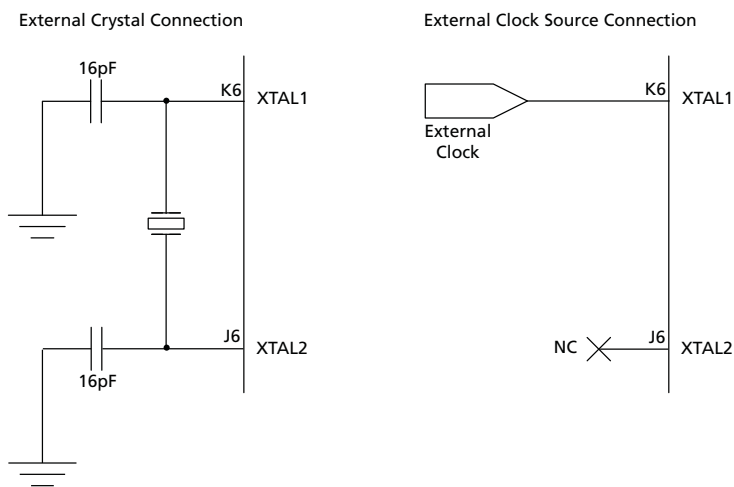 External Crystal Connection
External Clock Source Connection
16pF
K6
XTAL1
K6
XTAL1
External
Clock
J6
XTAL2
16pF
NC
J6
XTAL2